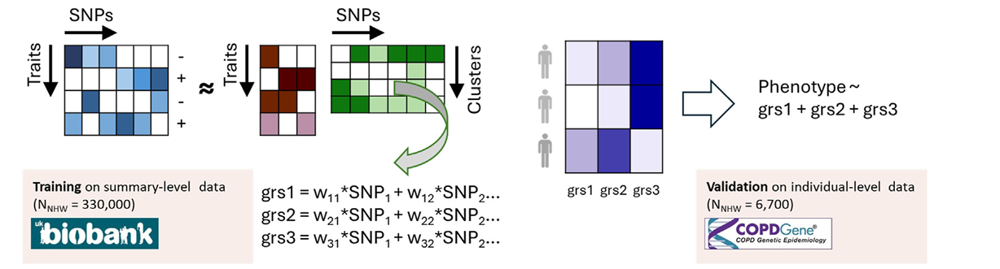 SNPs
Traits
-
+
-
+
≈
Traits
SNPs
Clusters
Training on summary-level data
(N_NHW = 330,000)
uk
biobank
grs1 = w₁₁*SNP₁ + w₁₂*SNP₂...
grs2 = w₂₁*SNP₁ + w₂₂*SNP₂...
grs3 = w₃₁*SNP₁ + w₃₂*SNP₂...
grs1 grs2 grs3
Phenotype ~
grs1 + grs2 + grs3
Validation on individual-level data
(N_NHW = 6,700)
COPDGene®
COPD Genetic Epidemiology